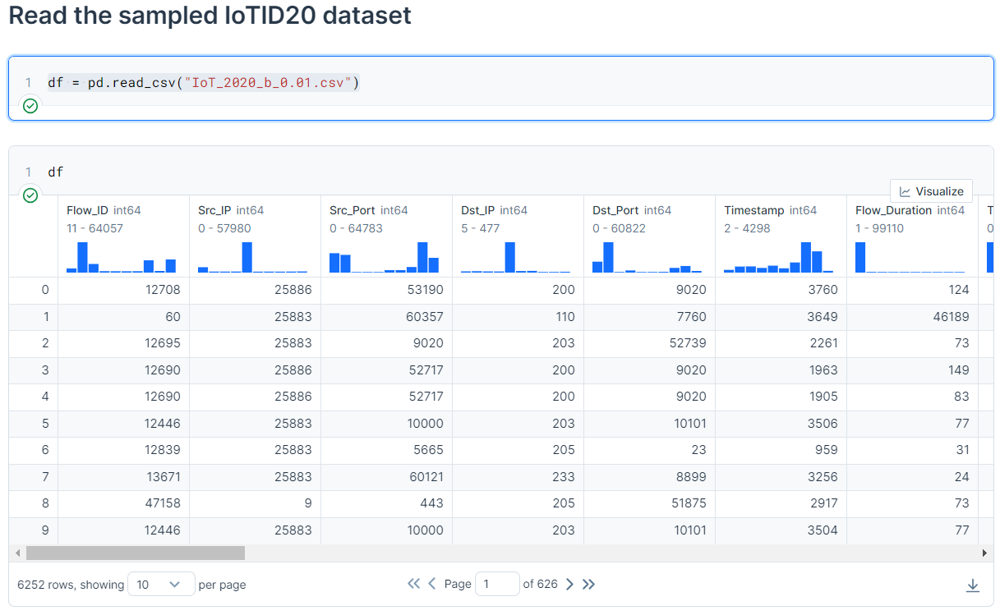 Read the sampled IoTID20 dataset
1 df = pd.read_csv("IoT_2020_b_0.01.csv")
1 df
Visualize
Flow_ID int64 Src_IP int64 Src_Port int64 Dst_IP int64 Dst_Port int64 Timestamp int64 Flow_Duration int64 T
11 - 64057 0 - 57980 0 - 64783 5 - 477 0 - 60822 2 - 4298 1 - 99110 0
0 12708 25886 53190 200 9020 3760 124
1 60 25883 60357 110 7760 3649 46189
2 12695 25883 9020 203 52739 2261 73
3 12690 25886 52717 200 9020 1963 149
4 12690 25886 52717 200 9020 1905 83
5 12446 25883 10000 203 10101 3506 77
6 12839 25883 5665 205 23 959 31
7 13671 25883 60121 233 8899 3256 24
8 47158 9 443 205 51875 2917 73
9 12446 25883 10000 203 10101 3504 77
6252 rows, showing 10 per page Page 1 of 626